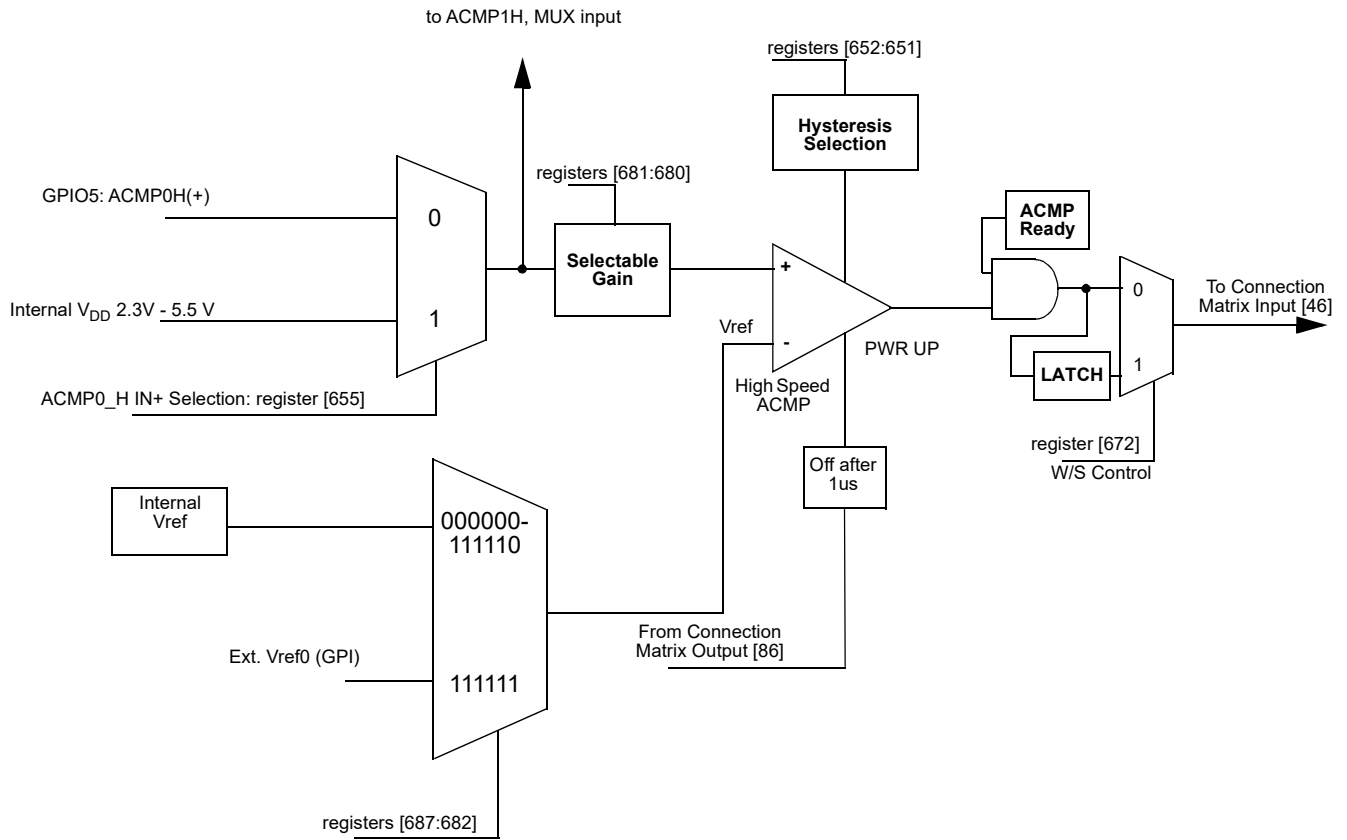 to ACMP1H, MUX input
registers [652:651]
Hysteresis
Selection
registers [681:680]
GPIO5: ACMP0H(+)
0
Selectable
Gain
+
ACMP
Ready
Internal VDD 2.3V - 5.5 V
1
Vref
-
PWR UP
0
To Connection
Matrix Input [46]
High Speed
ACMP
LATCH
1
ACMP0_H IN+ Selection: register [655]
register [672]
W/S Control
Off after
1us
Internal
Vref
000000-
111110
From Connection
Matrix Output [86]
Ext. Vref0 (GPI)
111111
registers [687:682]